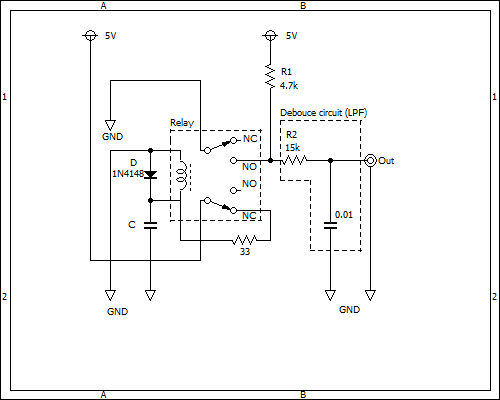 A
B
5V
5V
R1
4.7k
1
1
Relay
Debouce circuit (LPF)
GND
NC
R2
D
15k
1N4148
NO
Out
NO
C
NC
0.01
33
2
2
GND
GND
A
B